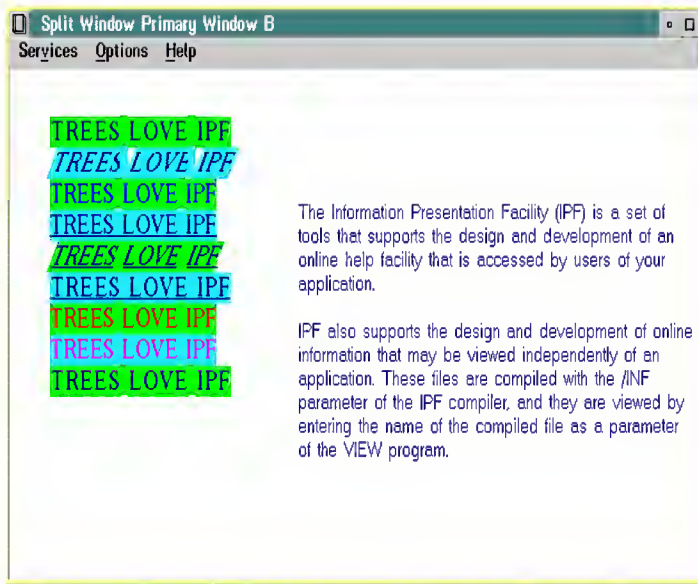 Split Window Primary Window B
Services Options Help
TREES LOVE IPF
TREES LOVE IPF
TREES LOVE IPF
TREES LOVE IPF
TREES LOVE IPF
TREES LOVE IPF
TREES LOVE IPF
TREES LOVE IPF
TREES LOVE IPF
The Information Presentation Facility (IPF) is a set of
tools that supports the design and development of an
online help facility that is accessed by users of your
application.
IPF also supports the design and development of online
information that may be viewed independently of an
application. These files are compiled with the /INF
parameter of the IPF compiler, and they are viewed by
entering the name of the compiled file as a parameter
of the VIEW program.